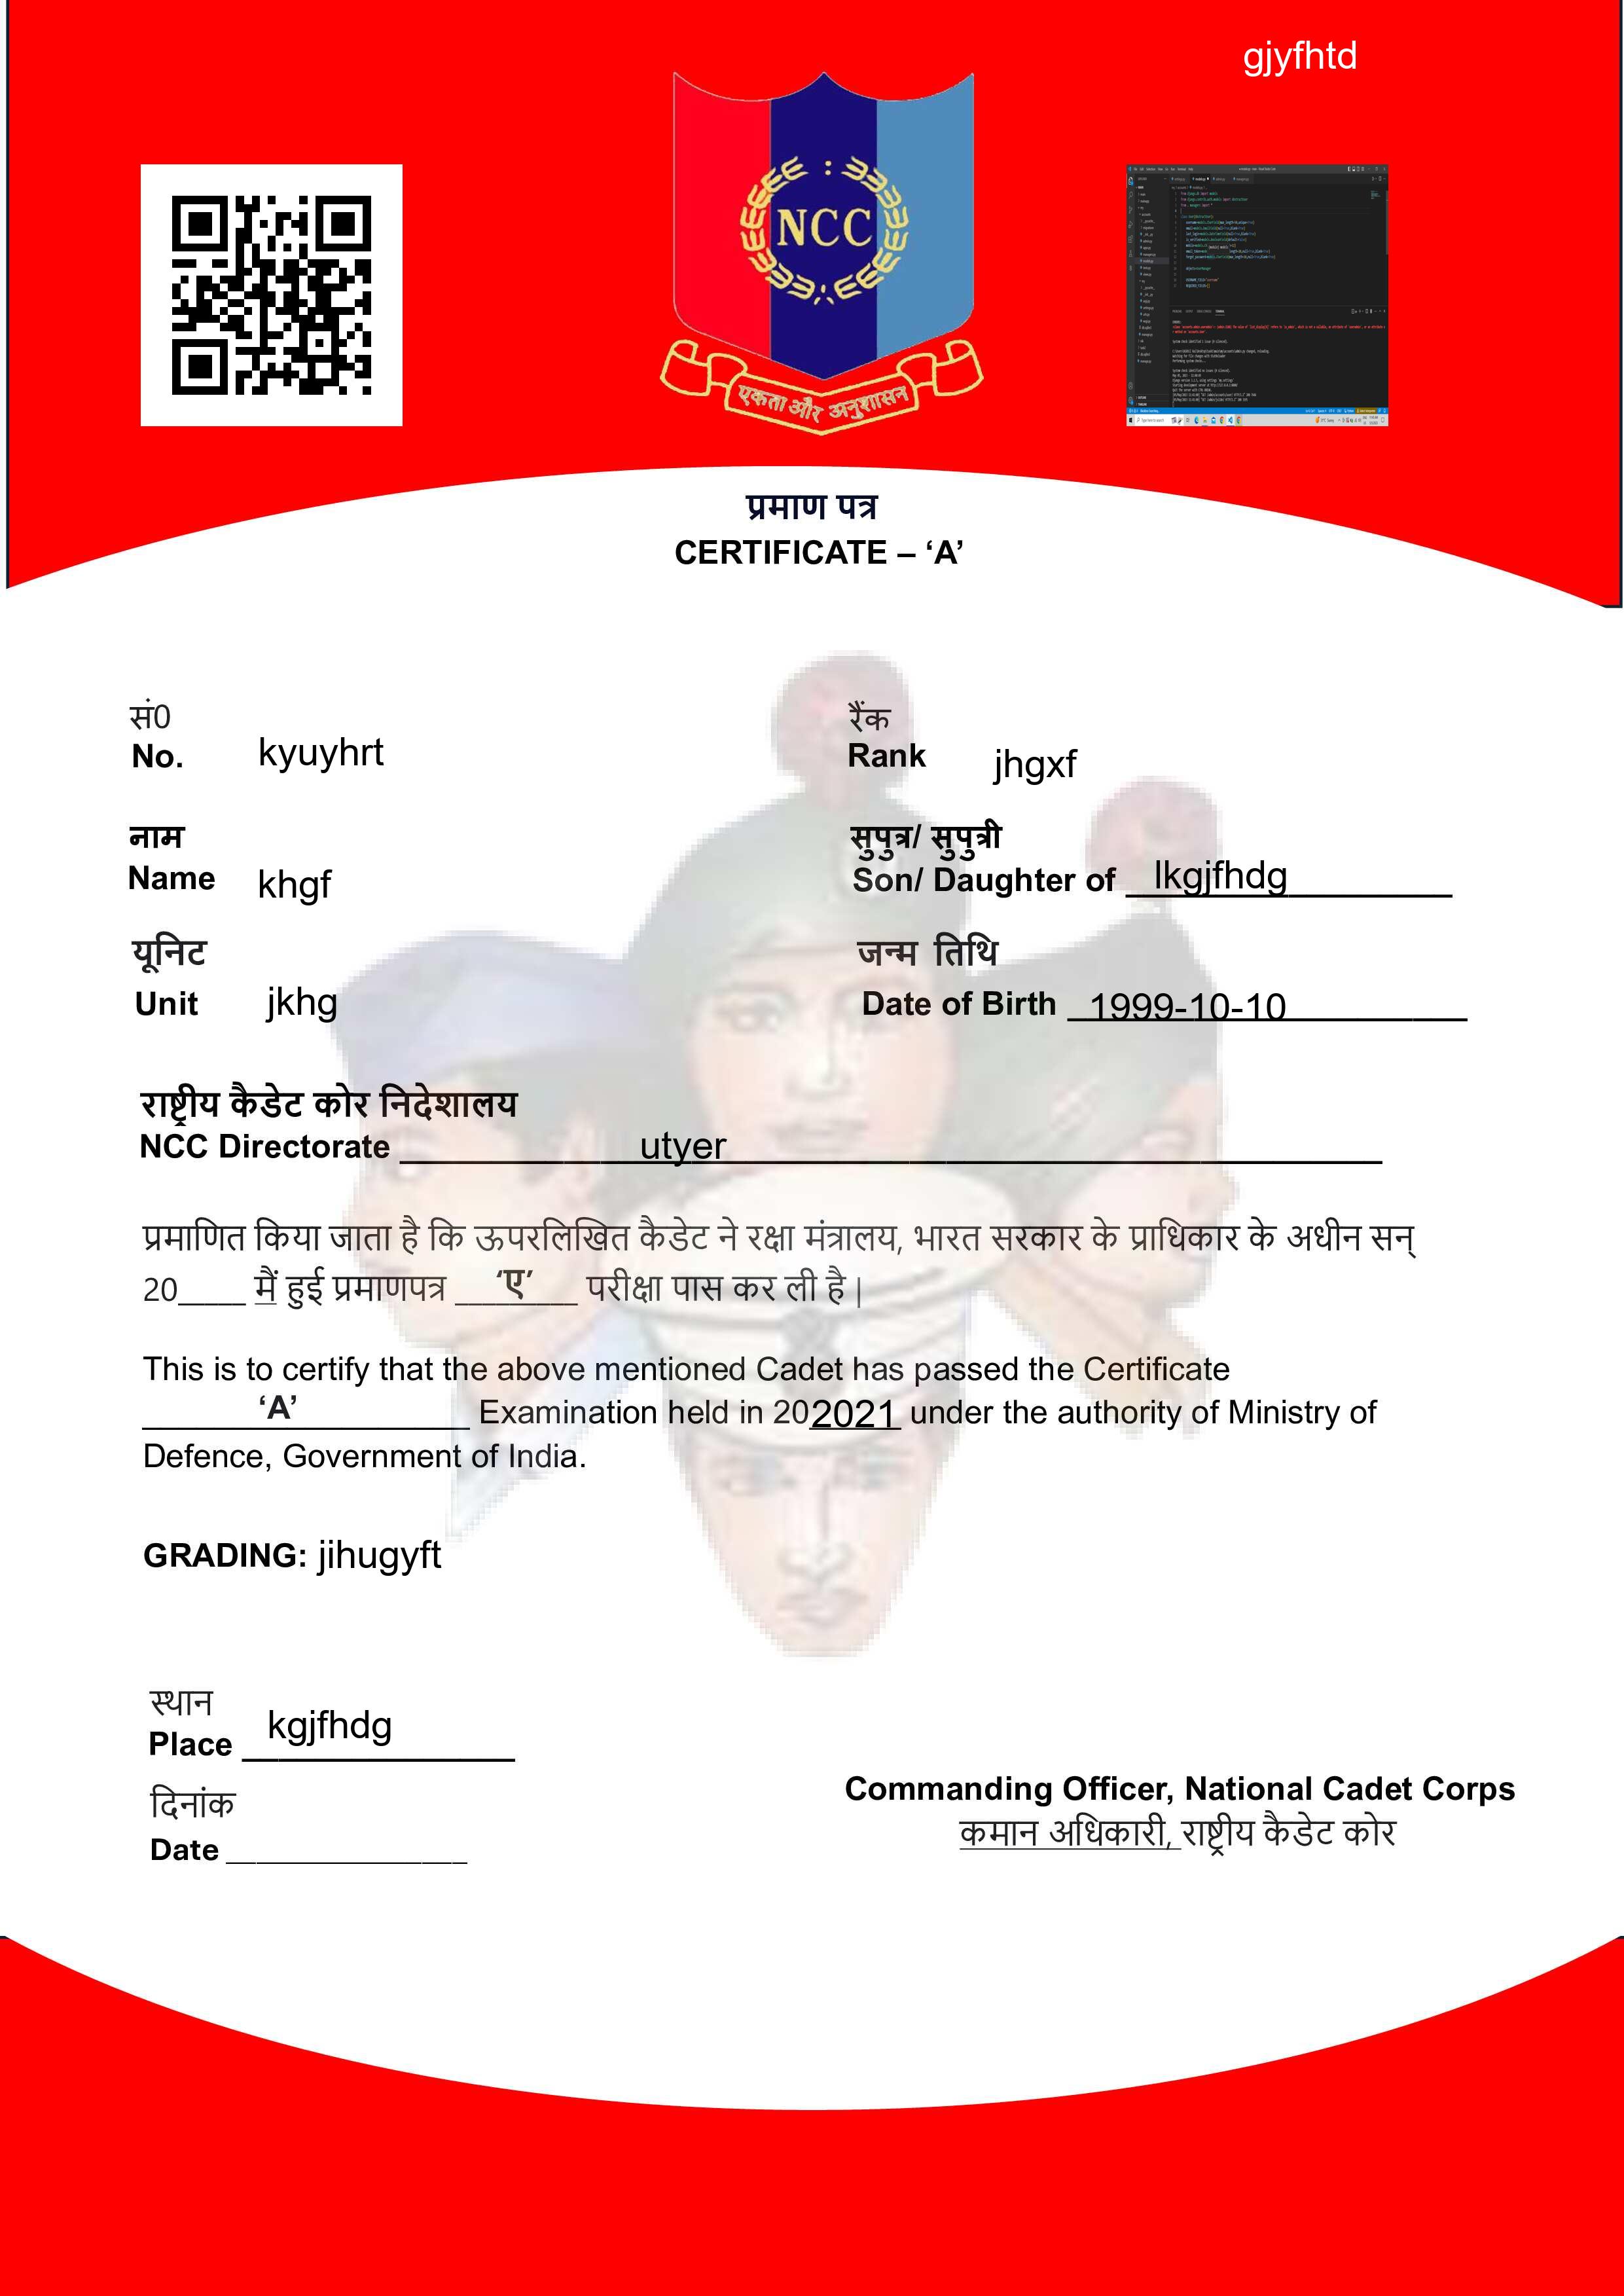 gjyfhtd
NCC
एकता और अनुशासन
प्रमाण पत्र
CERTIFICATE – ‘A’
सं0
No. kyuyhrt
रैंक
Rank jhgxf
नाम
Name khgf
सुपुत्र/ सुपुत्री
Son/ Daughter of lkgjfhdg
यूनिट
Unit jkhg
जन्म तिथि
Date of Birth 1999-10-10
राष्ट्रीय कैडेट कोर निदेशालय
NCC Directorate utyer
प्रमाणित किया जाता है कि ऊपरलिखित कैडेट ने रक्षा मंत्रालय, भारत सरकार के प्राधिकार के अधीन सन्
20____ में हुई प्रमाणपत्र ‘ए’ परीक्षा पास कर ली है |
This is to certify that the above mentioned Cadet has passed the Certificate
‘A’ Examination held in 202021 under the authority of Ministry of
Defence, Government of India.
GRADING: jihugyft
स्थान
Place kgjfhdg
दिनांक
Date ______________
Commanding Officer, National Cadet Corps
कमान अधिकारी, राष्ट्रीय कैडेट कोर